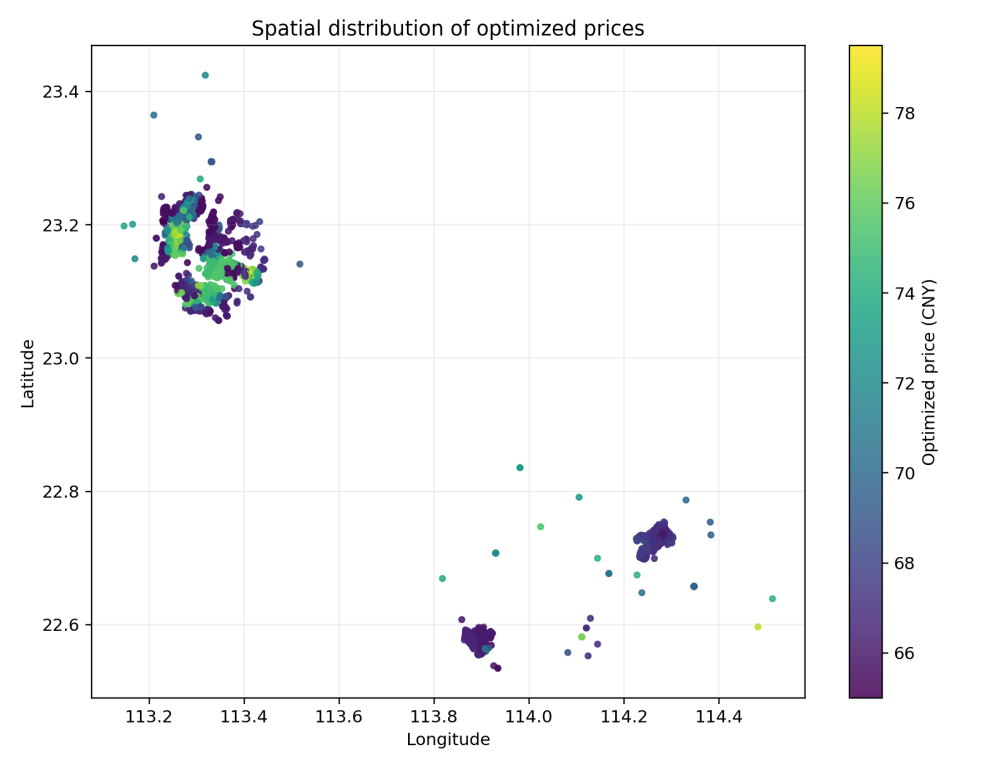 Spatial distribution of optimized prices
23.4
23.2
23.0
22.8
22.6
Latitude
113.2 113.4 113.6 113.8 114.0 114.2 114.4
Longitude
78
76
74
72
70
68
66
Optimized price (CNY)